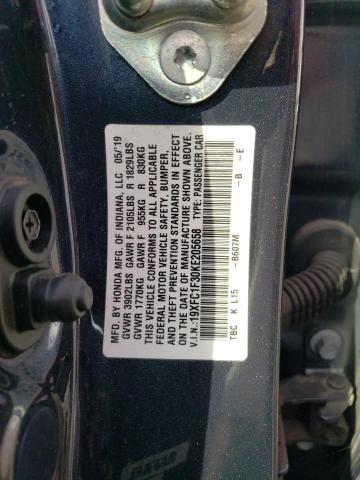 MFD. BY HONDA MFG. OF INDIANA, LLC 05/19
GVWR 3902LBS GAWR F 2105LBS R 1829LBS
GVWR 1770KG GAWR F 955KG R 830KG
THIS VEHICLE CONFORMS TO ALL APPLICABLE
FEDERAL MOTOR VEHICLE SAFETY, BUMPER,
AND THEFT PREVENTION STANDARDS IN EFFECT
ON THE DATE OF MANUFACTURE SHOWN ABOVE.
V.I.N.: 19XFC1F30KE205658 TYPE: PASSENGER CAR
TBC K L15 -B607M -B -E